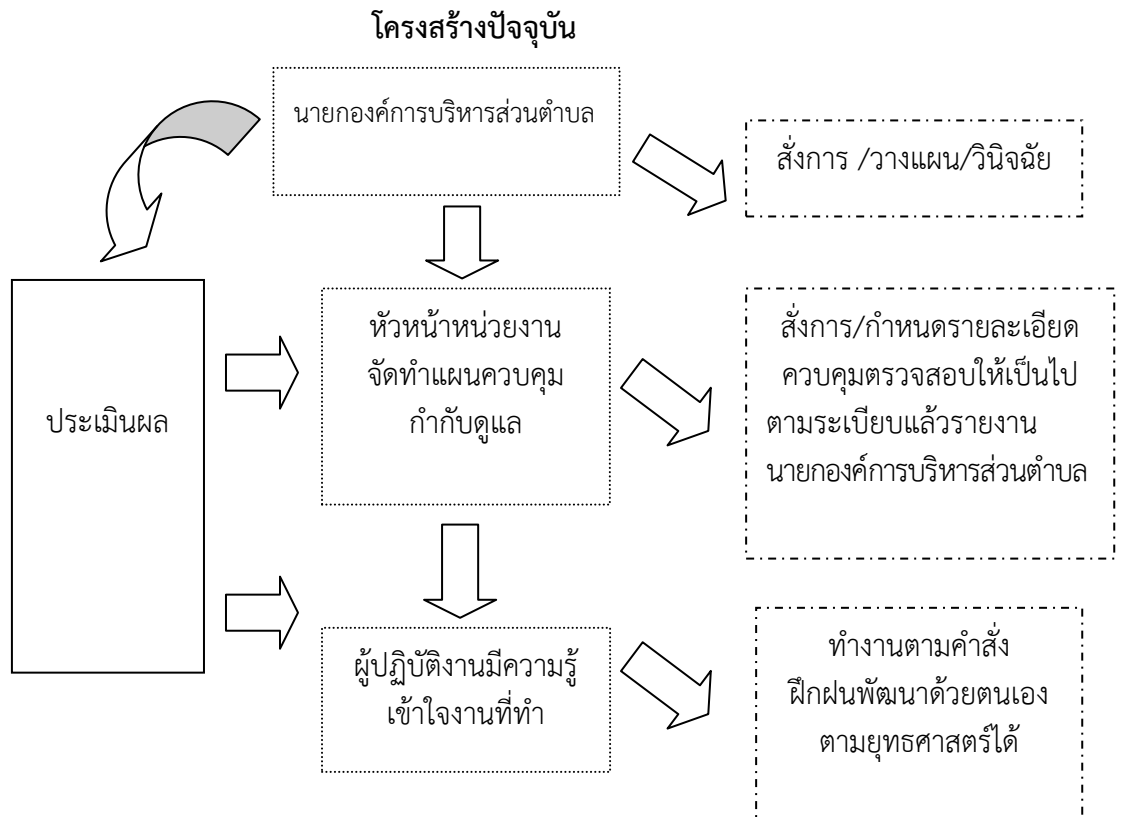 โครงสร้างปัจจุบัน
นายกองค์การบริหารส่วนตำบล
สั่งการ /วางแผน/วินิจฉัย
ประเมินผล
หัวหน้าหน่วยงาน
จัดทำแผนควบคุม
กำกับดูแล
สั่งการ/กำหนดรายละเอียด
ควบคุมตรวจสอบให้เป็นไป
ตามระเบียบแล้วรายงาน
นายกองค์การบริหารส่วนตำบล
ผู้ปฏิบัติงานมีความรู้
เข้าใจงานที่ทำ
ทำงานตามคำสั่ง
ฝึกฝนพัฒนาด้วยตนเอง
ตามยุทธศาสตร์ได้